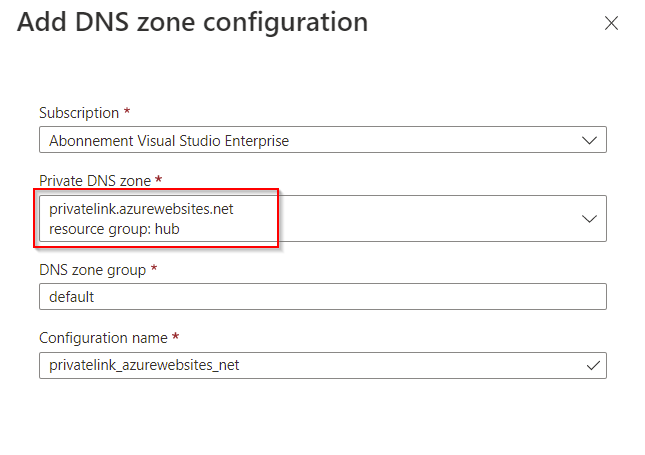 Add DNS zone configuration
Subscription *
Abonnement Visual Studio Enterprise
Private DNS zone *
privatelink.azurewebsites.net
resource group: hub
DNS zone group *
default
Configuration name *
privatelink_azurewebsites_net